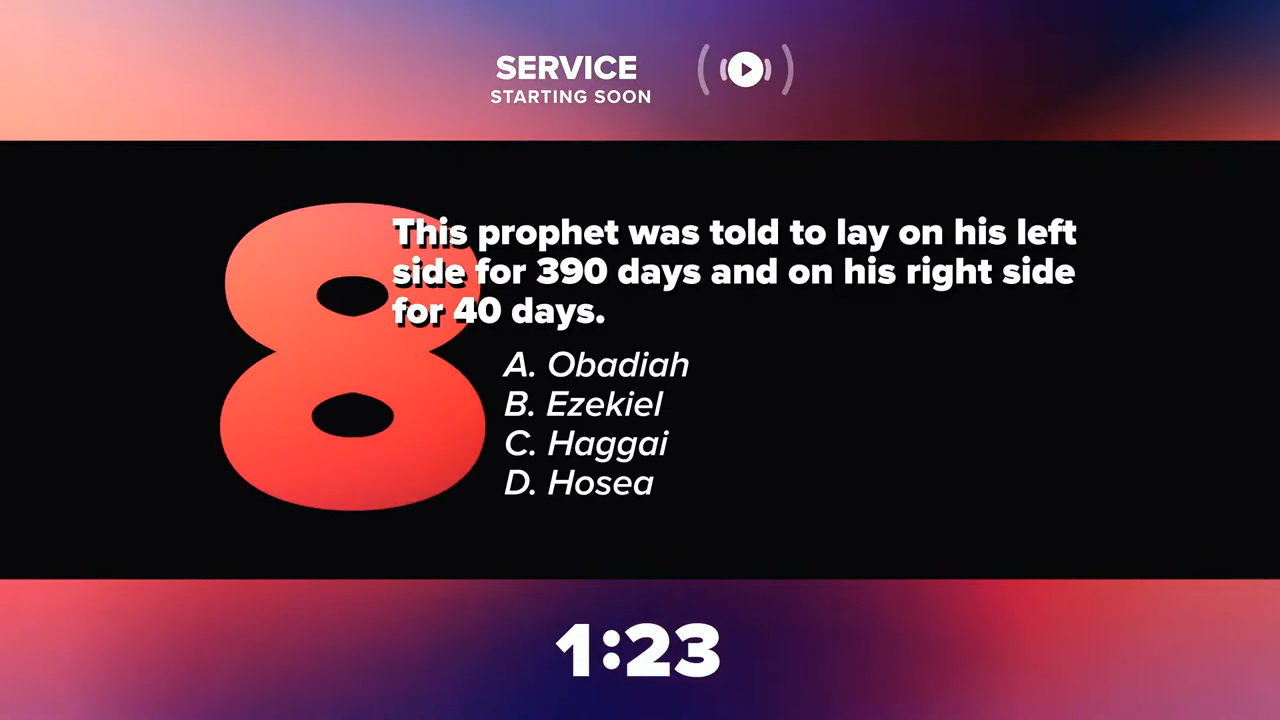 SERVICE
STARTING SOON
8
This prophet was told to lay on his left
side for 390 days and on his right side
for 40 days.
A. Obadiah
B. Ezekiel
C. Haggai
D. Hosea
1:23